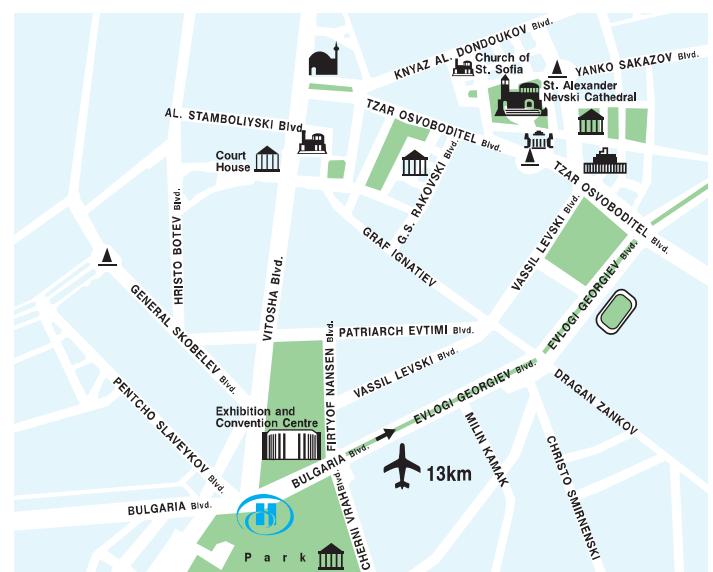 KNYAZ AL. DONDOUKOV Blvd.
Church of
St. Sofia
YANKO SAKAZOV Blvd.
St. Alexander
Nevski Cathedral
TZAR OSVOBODITEL Blvd.
AL. STAMBOLIYSKI Blvd.
Court
House
G.S. RAKOVSKI Blvd.
TZAR OSVOBODITEL Blvd.
HRISTO BOTEV Blvd.
GRAF IGNATIEV
VASSIL LEVSKI Blvd.
EVLOGI GEORGIEV Blvd.
VITOSHA Blvd.
GENERAL SKOBELEV Blvd.
PATRIARCH EVTIMI Blvd.
FIRTYOF NANSEN Blvd.
VASSIL LEVSKI Blvd.
EVLOGI GEORGIEV Blvd.
DRAGAN ZANKOV
PENTCHO SLAVEYKOV Blvd.
Exhibition and
Convention Centre
MILIN KAMAK
CHRISTO SMIRNENSKI
BULGARIA Blvd.
13km
BULGARIA Blvd.
H
CHERNI VRAH Blvd.
Park